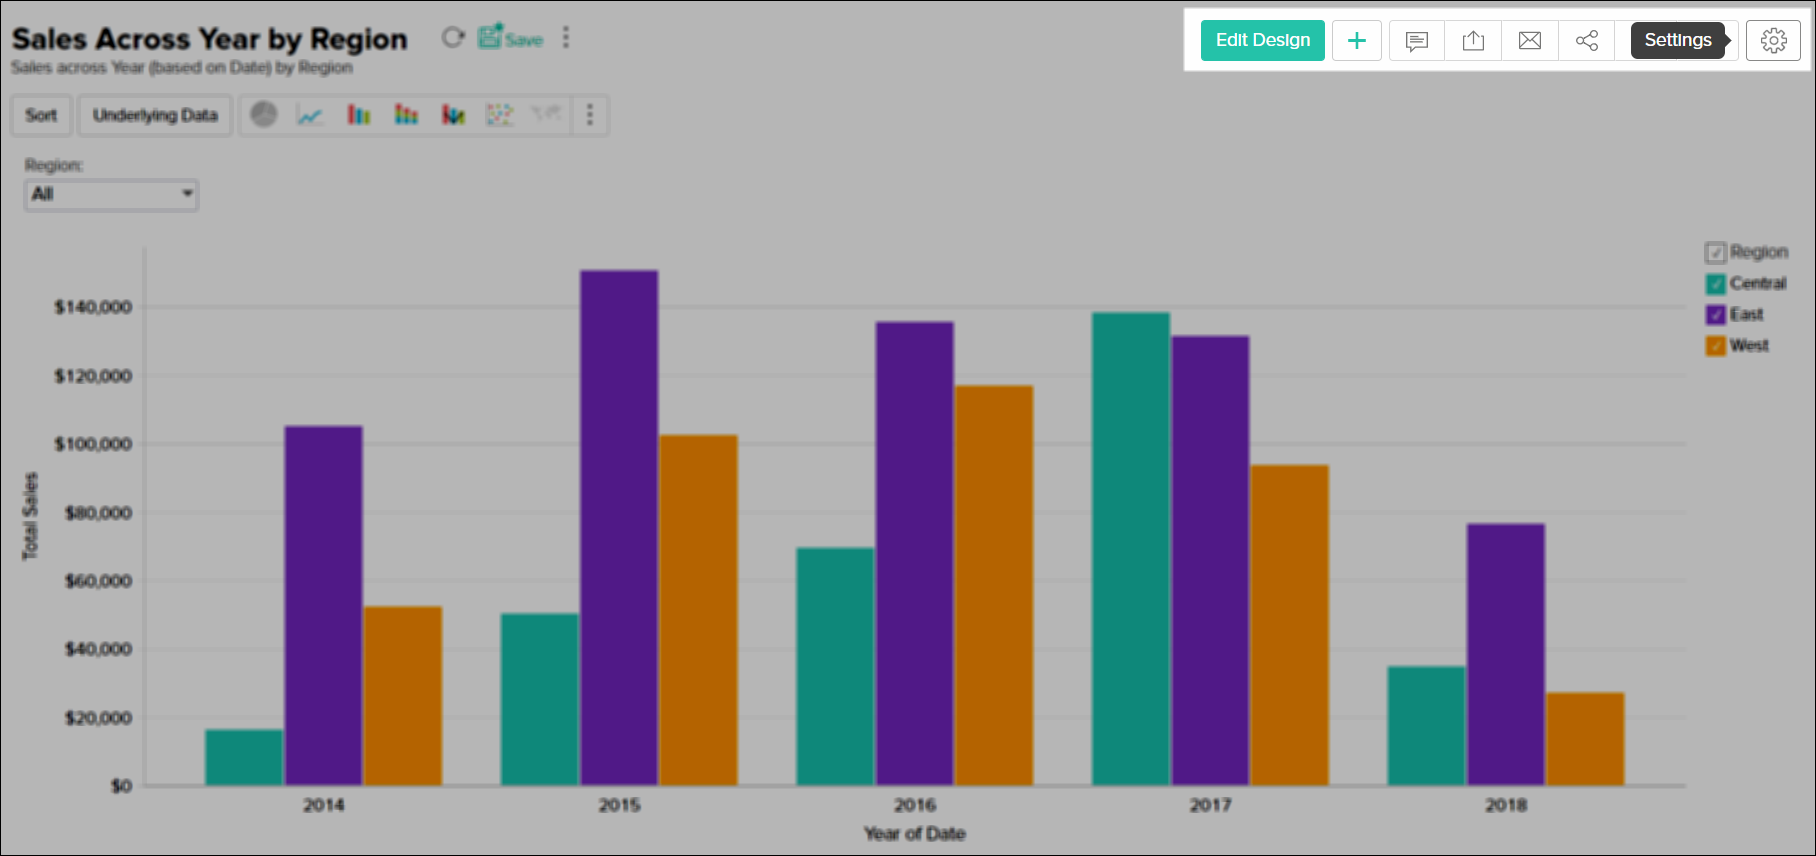 Sales Across Year by Region
Save
Edit Design
Settings
Sales across Year (based on Date) by Region
Sort
Underlying Data
Region:
All
Region
Central
East
West
$140,000
$120,000
$100,000
$80,000
$60,000
$40,000
$20,000
$0
Total Sales
2014
2015
2016
2017
2018
Year of Date